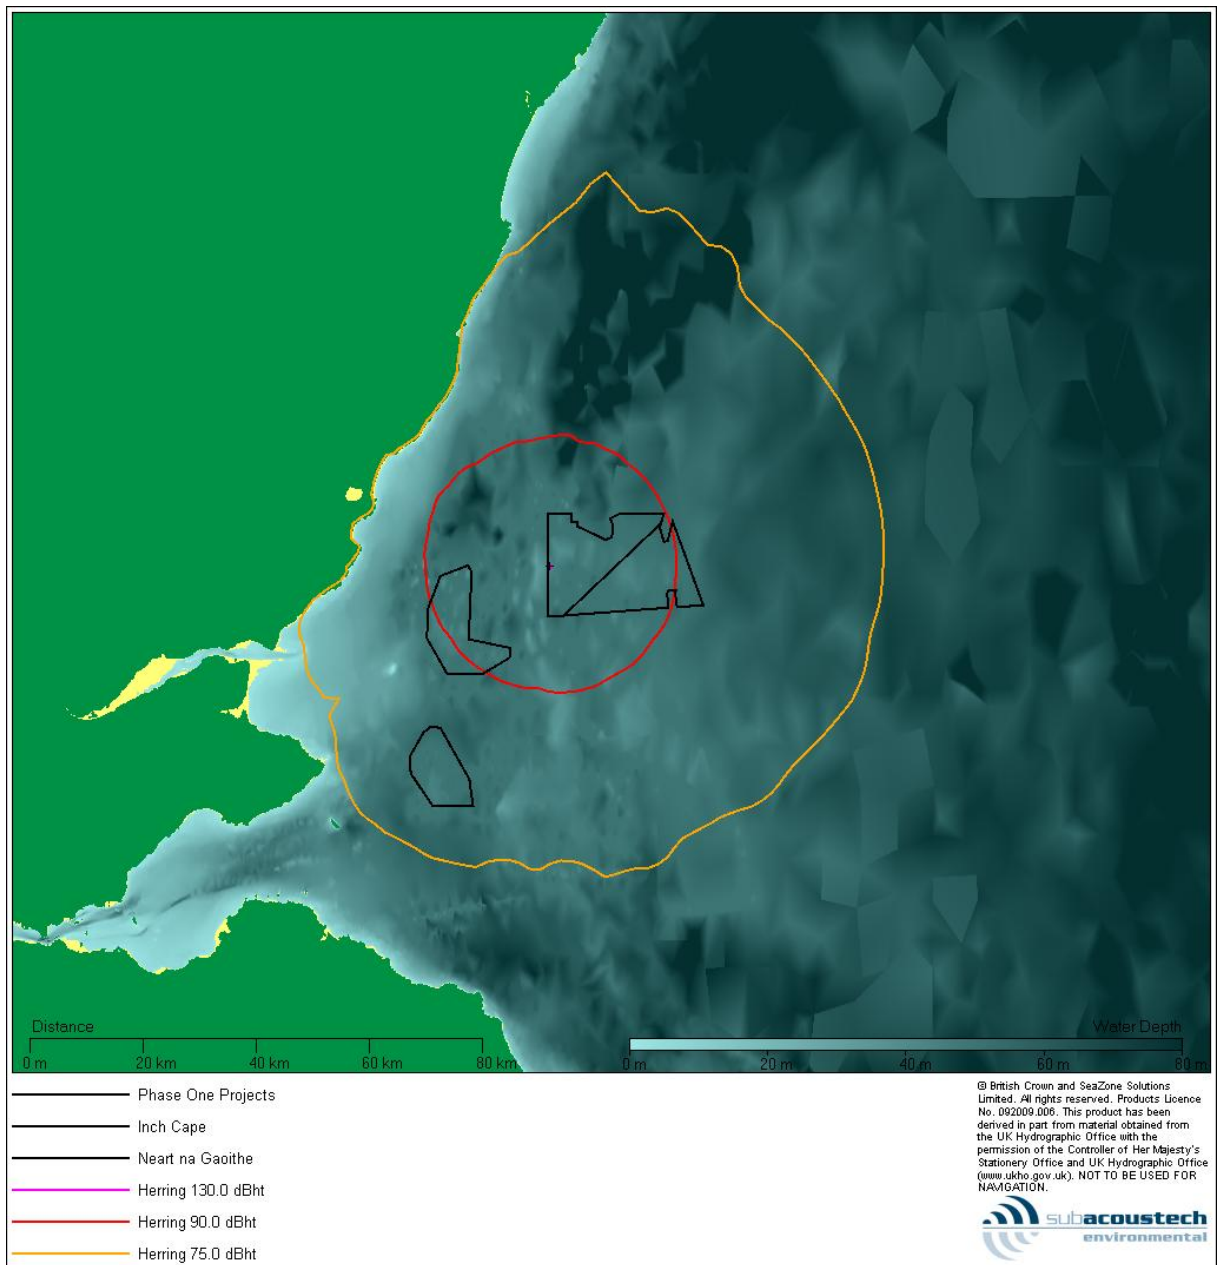 Distance
0 m 20 km 40 km 60 km 80 km
Water Depth
0 m 20 m 40 m 60 m 80 m
Phase One Projects
Inch Cape
Neart na Gaoithe
Herring 130.0 dBht
Herring 90.0 dBht
Herring 75.0 dBht
© British Crown and SeaZone Solutions
Limited. All rights reserved. Products Licence
No. 092009.006. This product has been
derived in part from material obtained from
the UK Hydrographic Office with the
permission of the Controller of Her Majesty's
Stationery Office and UK Hydrographic Office
(www.ukho.gov.uk). NOT TO BE USED FOR
NAVIGATION.
subacoustech
environmental